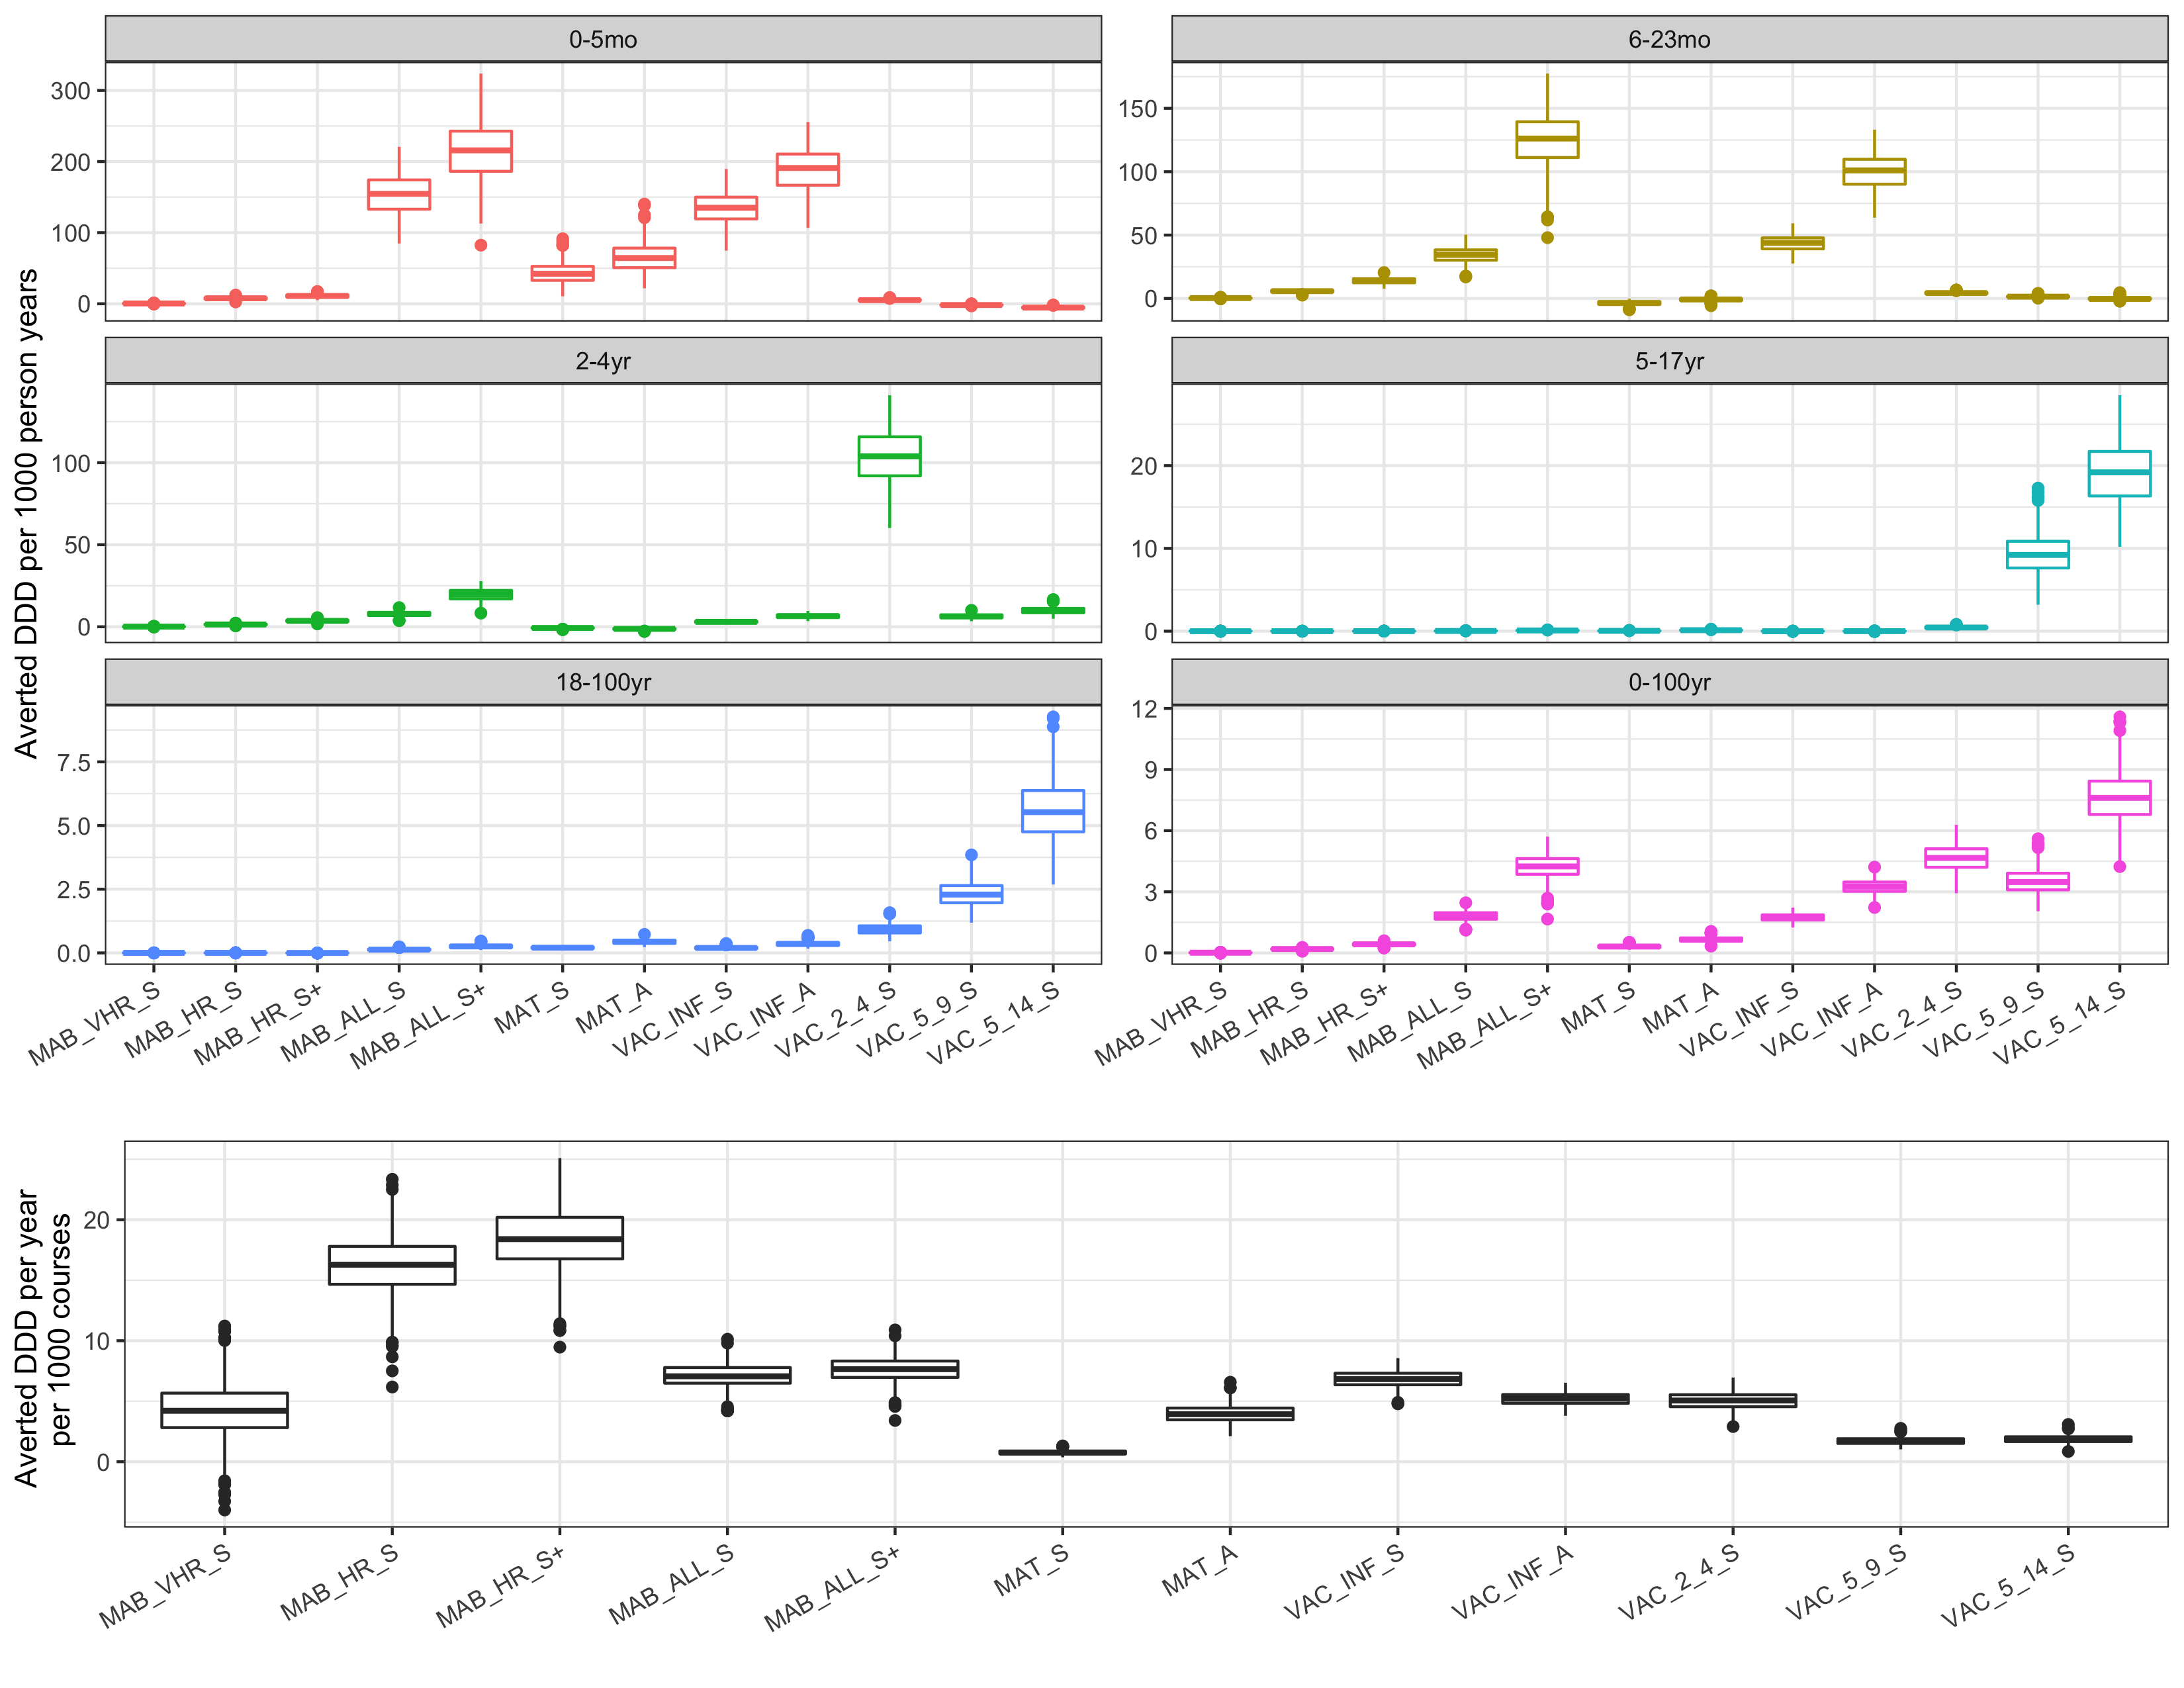 Averted DDD per 1000 person years
0-5mo
300
200
100
0
6-23mo
150
100
50
0
2-4yr
100
50
0
5-17yr
20
10
0
18-100yr
7.5
5.0
2.5
0.0
0-100yr
12
9
6
3
0
MAB_VHR_S
MAB_HR_S
MAB_HR_S+
MAB_ALL_S
MAB_ALL_S+
MAT_S
MAT_A
VAC_INF_S
VAC_INF_A
VAC_2_4_S
VAC_5_9_S
VAC_5_14_S
MAB_VHR_S
MAB_HR_S
MAB_HR_S+
MAB_ALL_S
MAB_ALL_S+
MAT_S
MAT_A
VAC_INF_S
VAC_INF_A
VAC_2_4_S
VAC_5_9_S
VAC_5_14_S
Averted DDD per year
per 1000 courses
20
10
0
MAB_VHR_S
MAB_HR_S
MAB_HR_S+
MAB_ALL_S
MAB_ALL_S+
MAT_S
MAT_A
VAC_INF_S
VAC_INF_A
VAC_2_4_S
VAC_5_9_S
VAC_5_14_S